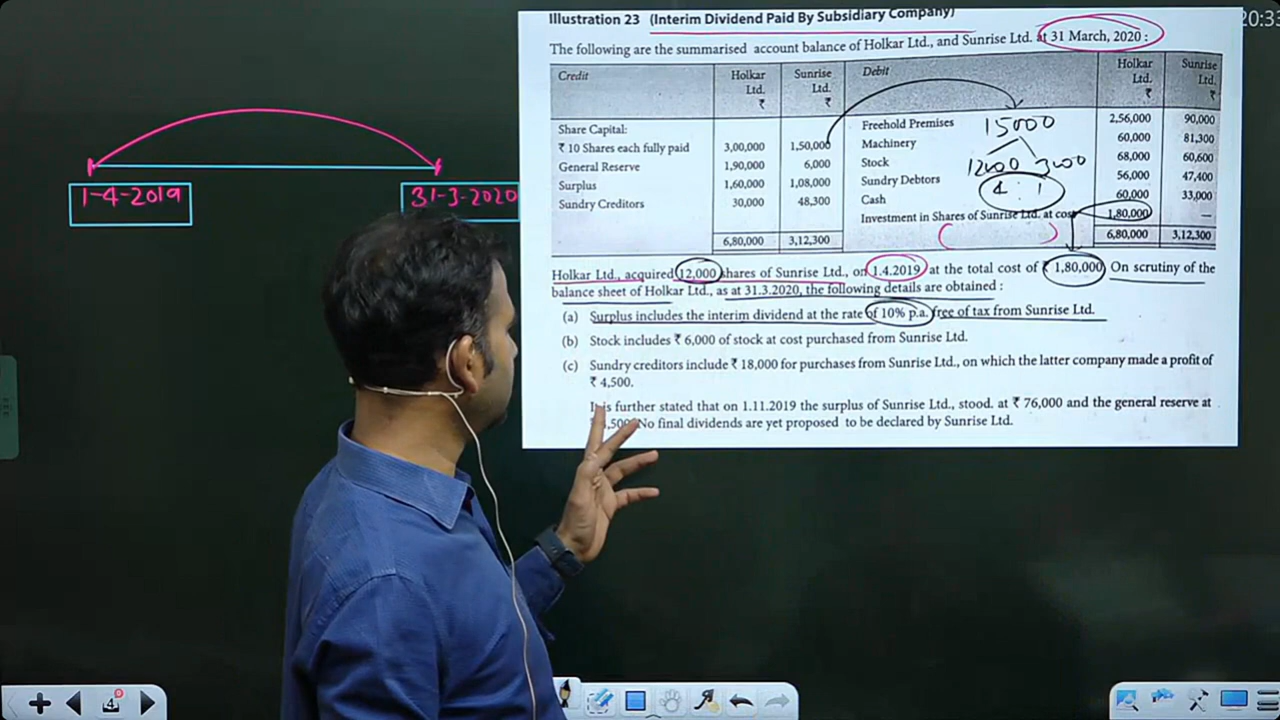 Illustration 23 (Interim Dividend Paid By Subsidiary Company)
The following are the summarised account balance of Holkar Ltd., and Sunrise Ltd. at 31 March, 2020 :
Credit Holkar Ltd. ₹ Sunrise Ltd. ₹ Debit Holkar Ltd. ₹ Sunrise Ltd. ₹
Share Capital: Freehold Premises 2,56,000 90,000
₹ 10 Shares each fully paid 3,00,000 1,50,000 Machinery 60,000 81,300
General Reserve 1,90,000 6,000 Stock 68,000 60,600
Surplus 1,60,000 1,08,000 Sundry Debtors 56,000 47,400
Sundry Creditors 30,000 48,300 Cash 60,000 33,000
Investment in Shares of Sunrise Ltd. at cost 1,80,000 —
6,80,000 3,12,300 6,80,000 3,12,300
15000
12000 3000
4 : 1
Holkar Ltd., acquired 12,000 shares of Sunrise Ltd., on 1.4.2019 at the total cost of ₹ 1,80,000. On scrutiny of the
balance sheet of Holkar Ltd., as at 31.3.2020, the following details are obtained :
(a) Surplus includes the interim dividend at the rate of 10% p.a. free of tax from Sunrise Ltd.
(b) Stock includes ₹ 6,000 of stock at cost purchased from Sunrise Ltd.
(c) Sundry creditors include ₹ 18,000 for purchases from Sunrise Ltd., on which the latter company made a profit of
₹ 4,500.
It is further stated that on 1.11.2019 the surplus of Sunrise Ltd., stood. at ₹ 76,000 and the general reserve at
No final dividends are yet proposed to be declared by Sunrise Ltd.
1-4-2019
31-3-2020
4